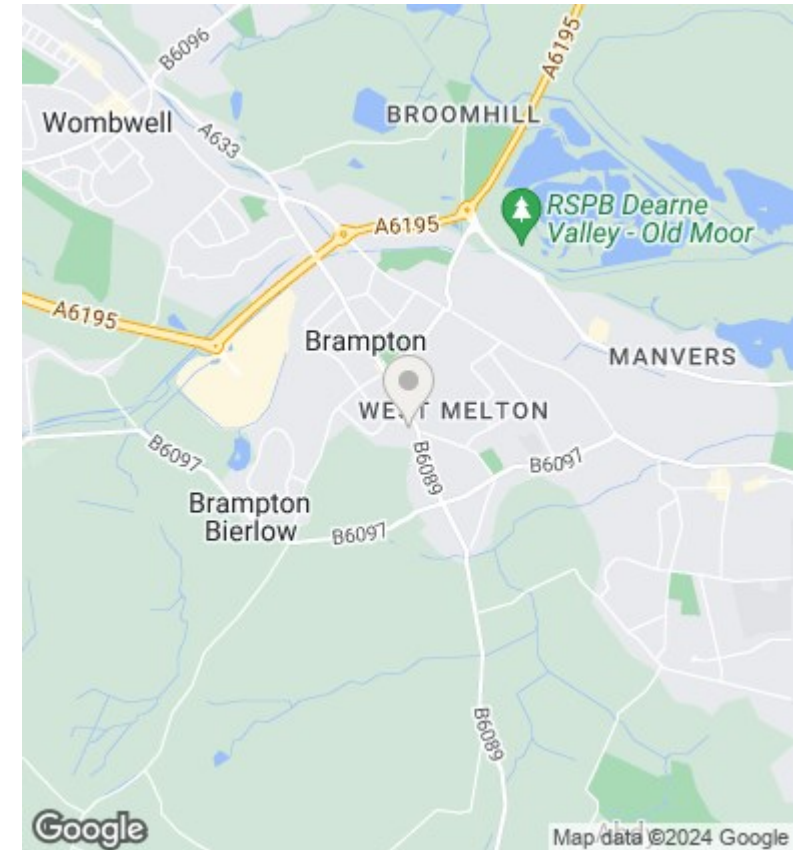 B6096
A6195
Wombwell
BROOMHILL
A633
RSPB Dearne
Valley - Old Moor
A6195
A6195
Brampton
MANVERS
WEST MELTON
B6097
B6089
B6097
Brampton
Bierlow
B6097
B6089
Abdy
Google
Map data ©2024 Google